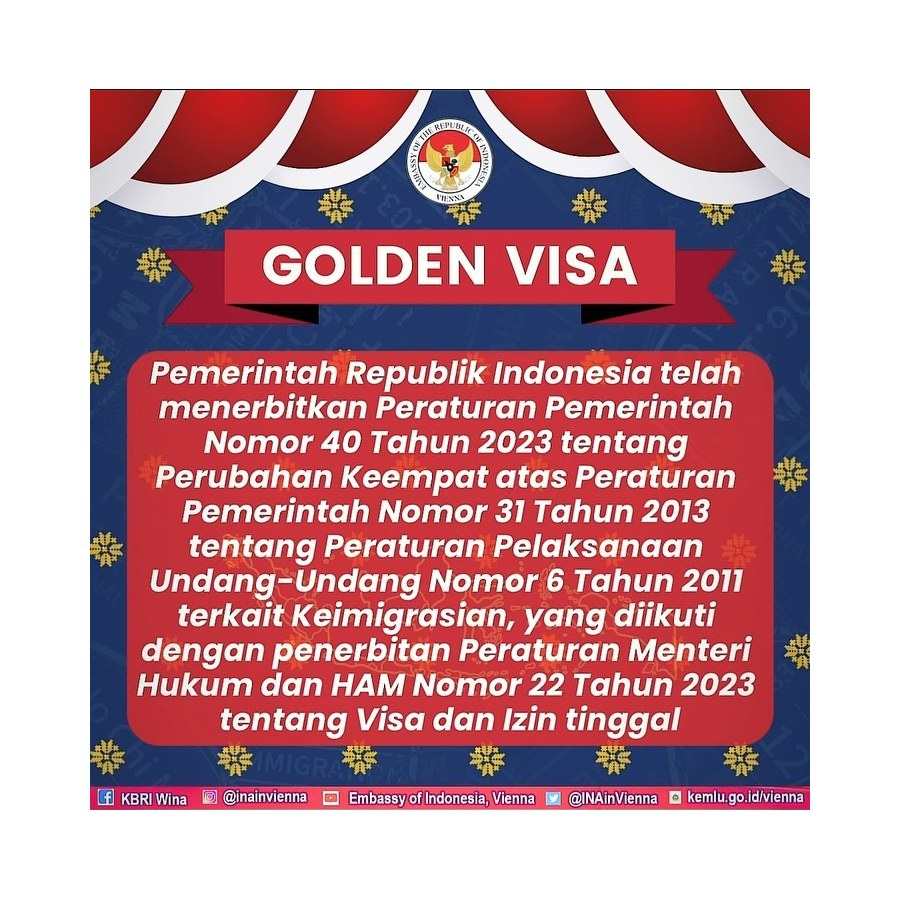 EMBASSY OF THE REPUBLIC OF INDONESIA
VIENNA
GOLDEN VISA
Pemerintah Republik Indonesia telah
menerbitkan Peraturan Pemerintah
Nomor 40 Tahun 2023 tentang
Perubahan Keempat atas Peraturan
Pemerintah Nomor 31 Tahun 2013
tentang Peraturan Pelaksanaan
Undang-Undang Nomor 6 Tahun 2011
terkait Keimigrasian, yang diikuti
dengan penerbitan Peraturan Menteri
Hukum dan HAM Nomor 22 Tahun 2023
tentang Visa dan Izin tinggal
KBRI Wina @inainvienna Embassy of Indonesia, Vienna @INAinVienna kemlu.go.id/vienna